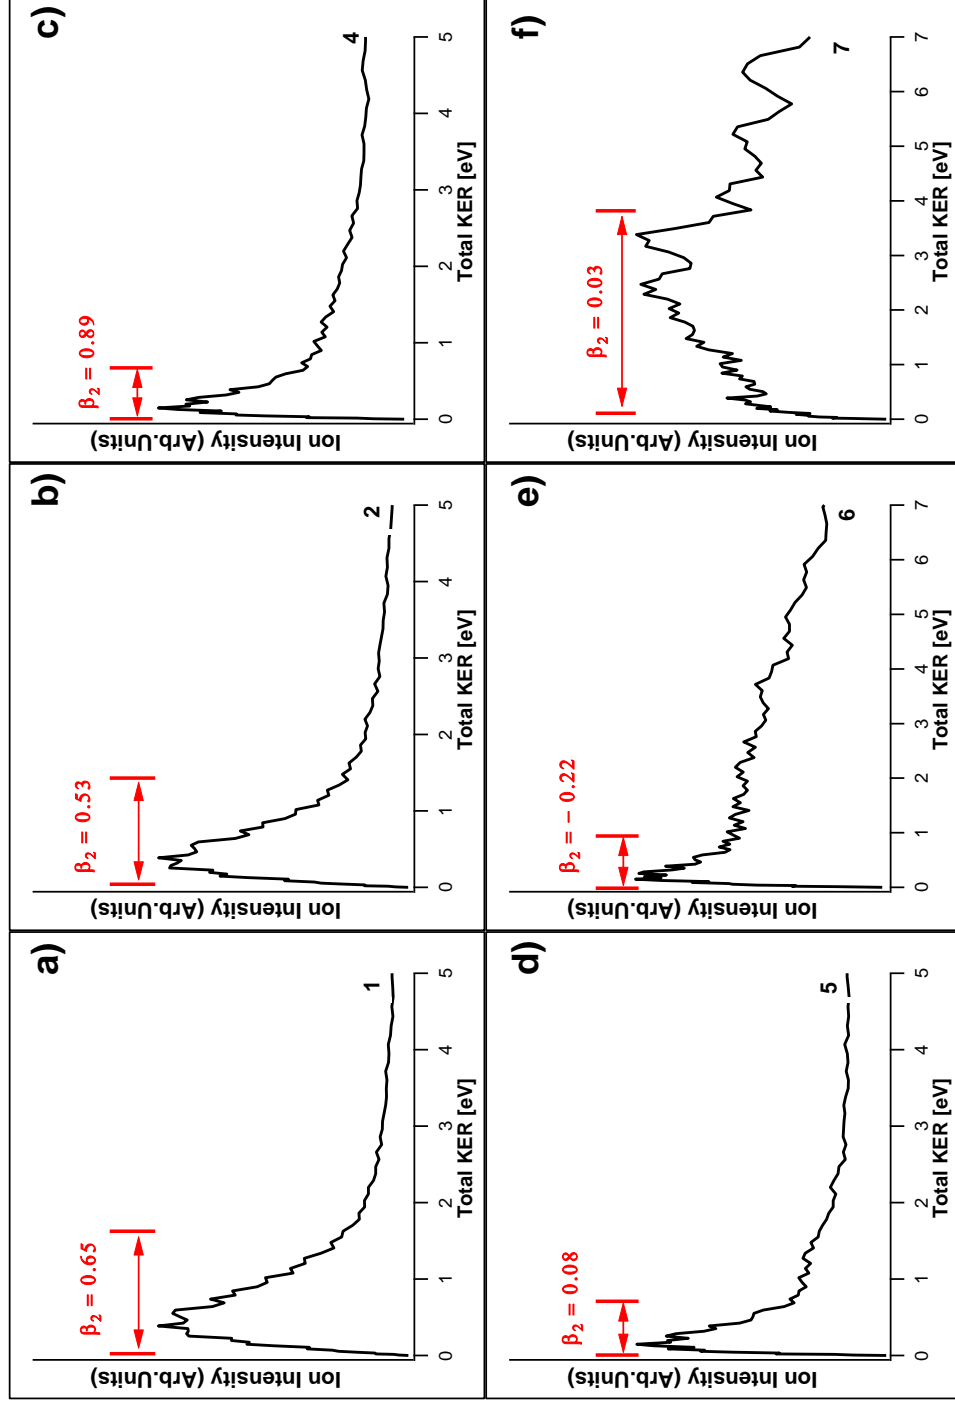 a)
β2 = 0.65
1
Ion Intensity (Arb.Units)
0 1 2 3 4 5
Total KER [eV]
b)
β2 = 0.53
2
Ion Intensity (Arb.Units)
0 1 2 3 4 5
Total KER [eV]
c)
β2 = 0.89
4
Ion Intensity (Arb.Units)
0 1 2 3 4 5
Total KER [eV]
d)
β2 = 0.08
5
Ion Intensity (Arb.Units)
0 1 2 3 4 5
Total KER [eV]
e)
β2 = − 0.22
6
Ion Intensity (Arb.Units)
0 1 2 3 4 5 6 7
Total KER [eV]
f)
β2 = 0.03
7
Ion Intensity (Arb.Units)
0 1 2 3 4 5 6 7
Total KER [eV]